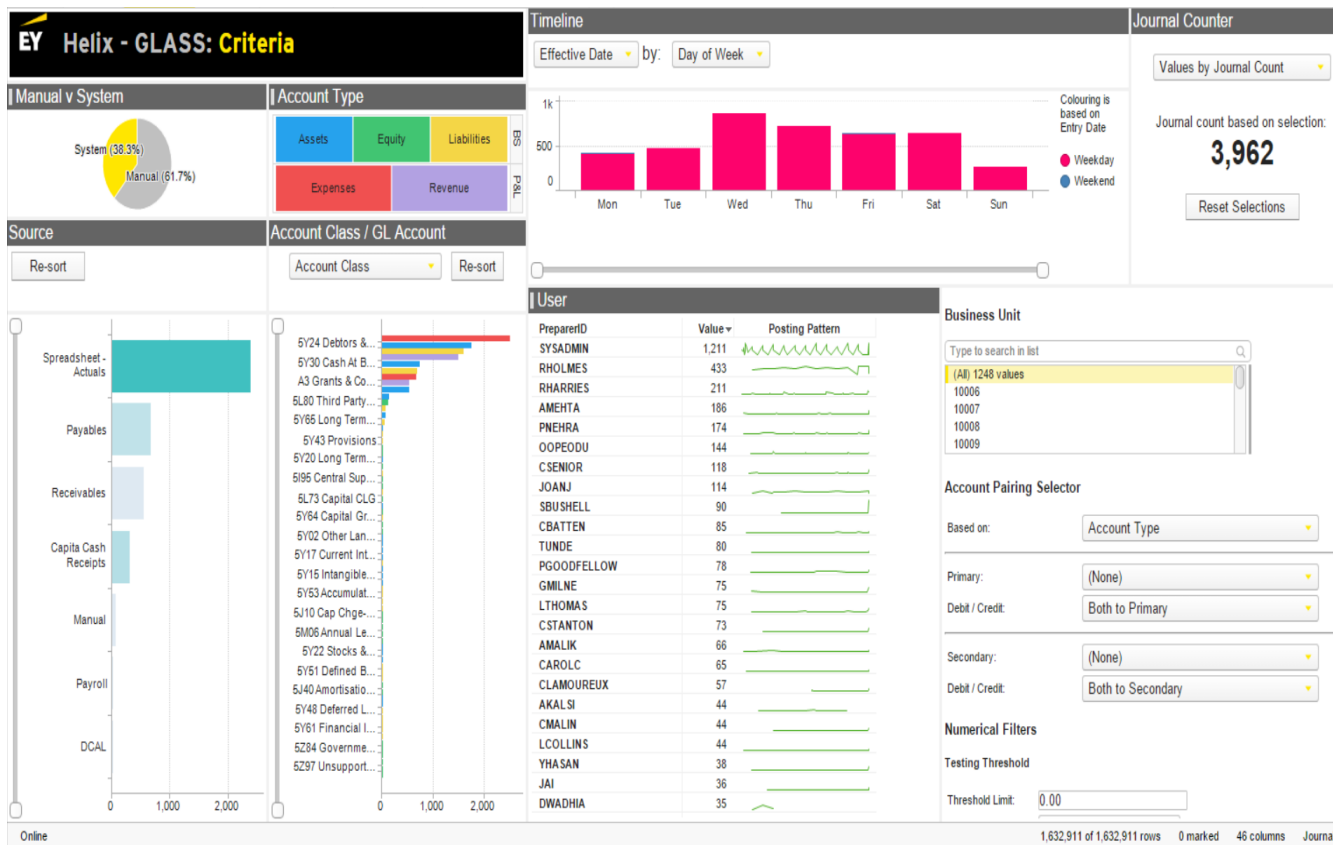 EY Helix - GLASS: Criteria
Manual v System
System (38.3%)
Manual (61.7%)
Account Type
Assets Equity Liabilities BS
Expenses Revenue P&L
Timeline
Effective Date by: Day of Week
1k
500
0
Mon Tue Wed Thu Fri Sat Sun
Colouring is
based on
Entry Date
Weekday
Weekend
Journal Counter
Values by Journal Count
Journal count based on selection:
3,962
Reset Selections
Source
Re-sort
Spreadsheet -
Actuals
Payables
Receivables
Capita Cash
Receipts
Manual
Payroll
DCAL
0 1,000 2,000
Account Class / GL Account
Account Class Re-sort
5Y24 Debtors &...
5Y30 Cash At B...
A3 Grants & Co...
5L80 Third Party...
5Y65 Long Term...
5Y43 Provisions
5Y20 Long Term...
5I95 Central Sup...
5L73 Capital CLG
5Y64 Capital Gr...
5Y02 Other Lan...
5Y17 Current Int...
5Y15 Intangible...
5Y53 Accumulat...
5J10 Cap Chge-...
5M06 Annual Le...
5Y22 Stocks &...
5Y51 Defined B...
5J40 Amortisatio...
5Y48 Deferred L...
5Y61 Financial I...
5Z84 Governme...
5Z97 Unsupport...
0 1,000 2,000
User
PreparerID Value Posting Pattern
SYSADMIN 1,211
RHOLMES 433
RHARRIES 211
AMEHTA 186
PNEHRA 174
OOPEODU 144
CSENIOR 118
JOANJ 114
SBUSHELL 90
CBATTEN 85
TUNDE 80
PGOODFELLOW 78
GMILNE 75
LTHOMAS 75
CSTANTON 73
AMALIK 66
CAROLC 65
CLAMOUREUX 57
AKALSI 44
CMALIN 44
LCOLLINS 44
YHASAN 38
JAI 36
DWADHIA 35
Business Unit
Type to search in list
(All) 1248 values
10006
10007
10008
10009
Account Pairing Selector
Based on: Account Type
Primary: (None)
Debit / Credit: Both to Primary
Secondary: (None)
Debit / Credit: Both to Secondary
Numerical Filters
Testing Threshold
Threshold Limit: 0.00
Online 1,632,911 of 1,632,911 rows 0 marked 46 columns Journa